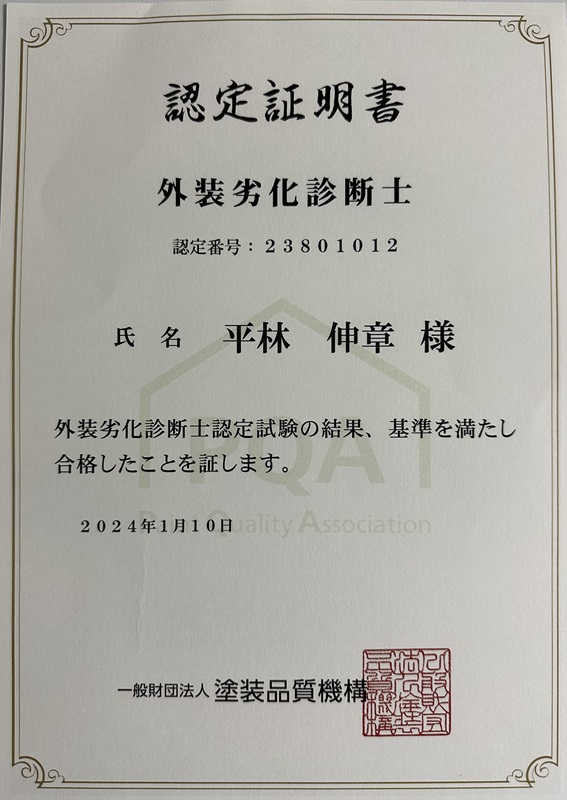 認定証明書
外装劣化診断士
認定番号：２３８０１０１２
氏 名 平林 伸章 様
PQA
外装劣化診断士認定試験の結果、基準を満たし
合格したことを証します。
Paint Quality Association
２０２４年１月１０日
一般財団法人 塗装品質機構